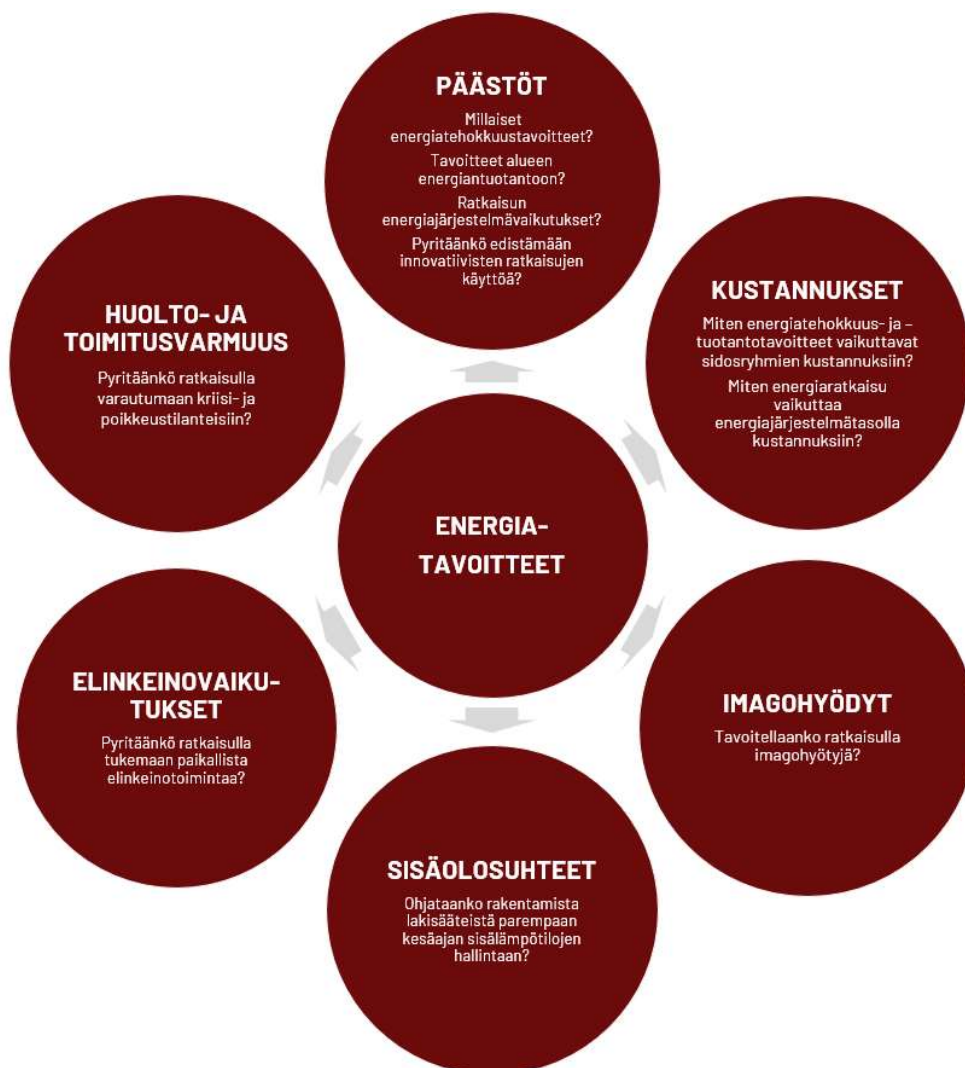 PÄÄSTÖT
Millaiset
energiatehokkuustavoitteet?
Tavoitteet alueen
energiantuotantoon?
Ratkaisun
energiajärjestelmävaikutukset?
Pyritäänkö edistämään
innovatiivisten ratkaisujen
käyttöä?
KUSTANNUKSET
Miten energiatehokkuus- ja –
tuotantotavoitteet vaikuttavat
sidosryhmien kustannuksiin?
Miten energiaratkaisu
vaikuttaa
energiajärjestelmätasolla
kustannuksiin?
IMAGOHYÖDYT
Tavoitellaanko ratkaisulla
imagohyötyjä?
SISÄOLOSUHTEET
Ohjataanko rakentamista
lakisääteistä parempaan
kesäajan sisälämpötilojen
hallintaan?
ELINKEINOVAIKU-
TUKSET
Pyritäänkö ratkaisulla
tukemaan paikallista
elinkeinotoimintaa?
HUOLTO- JA
TOIMITUSVARMUUS
Pyritäänkö ratkaisulla
varautumaan kriisi- ja
poikkeustilanteisiin?
ENERGIA-
TAVOITTEET